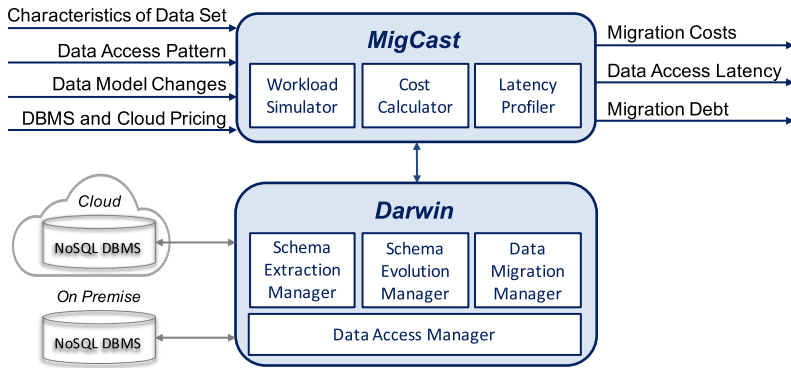 Characteristics of Data Set
Data Access Pattern
Data Model Changes
DBMS and Cloud Pricing
MigCast
Workload
Simulator
Cost
Calculator
Latency
Profiler
Migration Costs
Data Access Latency
Migration Debt
Cloud
NoSQL DBMS
On Premise
NoSQL DBMS
Darwin
Schema
Extraction
Manager
Schema
Evolution
Manager
Data
Migration
Manager
Data Access Manager